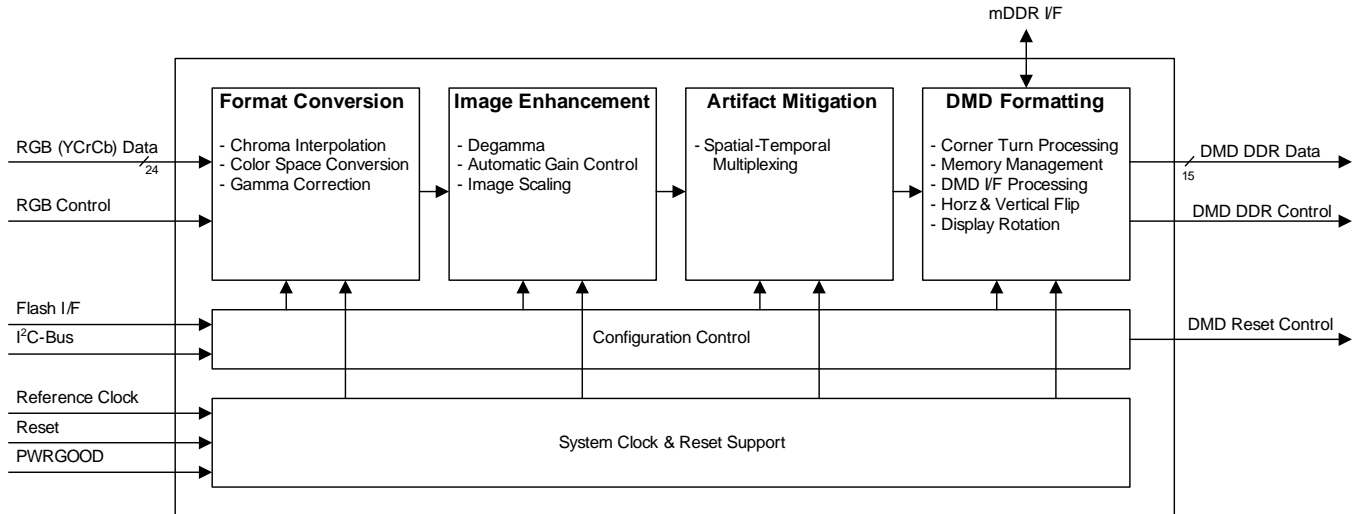 mDDR I/F
Format Conversion
- Chroma Interpolation
- Color Space Conversion
- Gamma Correction
Image Enhancement
- Degamma
- Automatic Gain Control
- Image Scaling
Artifact Mitigation
- Spatial-Temporal
Multiplexing
DMD Formatting
- Corner Turn Processing
- Memory Management
- DMD I/F Processing
- Horz & Vertical Flip
- Display Rotation
RGB (YCrCb) Data
24
RGB Control
DMD DDR Data
15
DMD DDR Control
Flash I/F
I²C-Bus
Configuration Control
DMD Reset Control
Reference Clock
Reset
PWRGOOD
System Clock & Reset Support